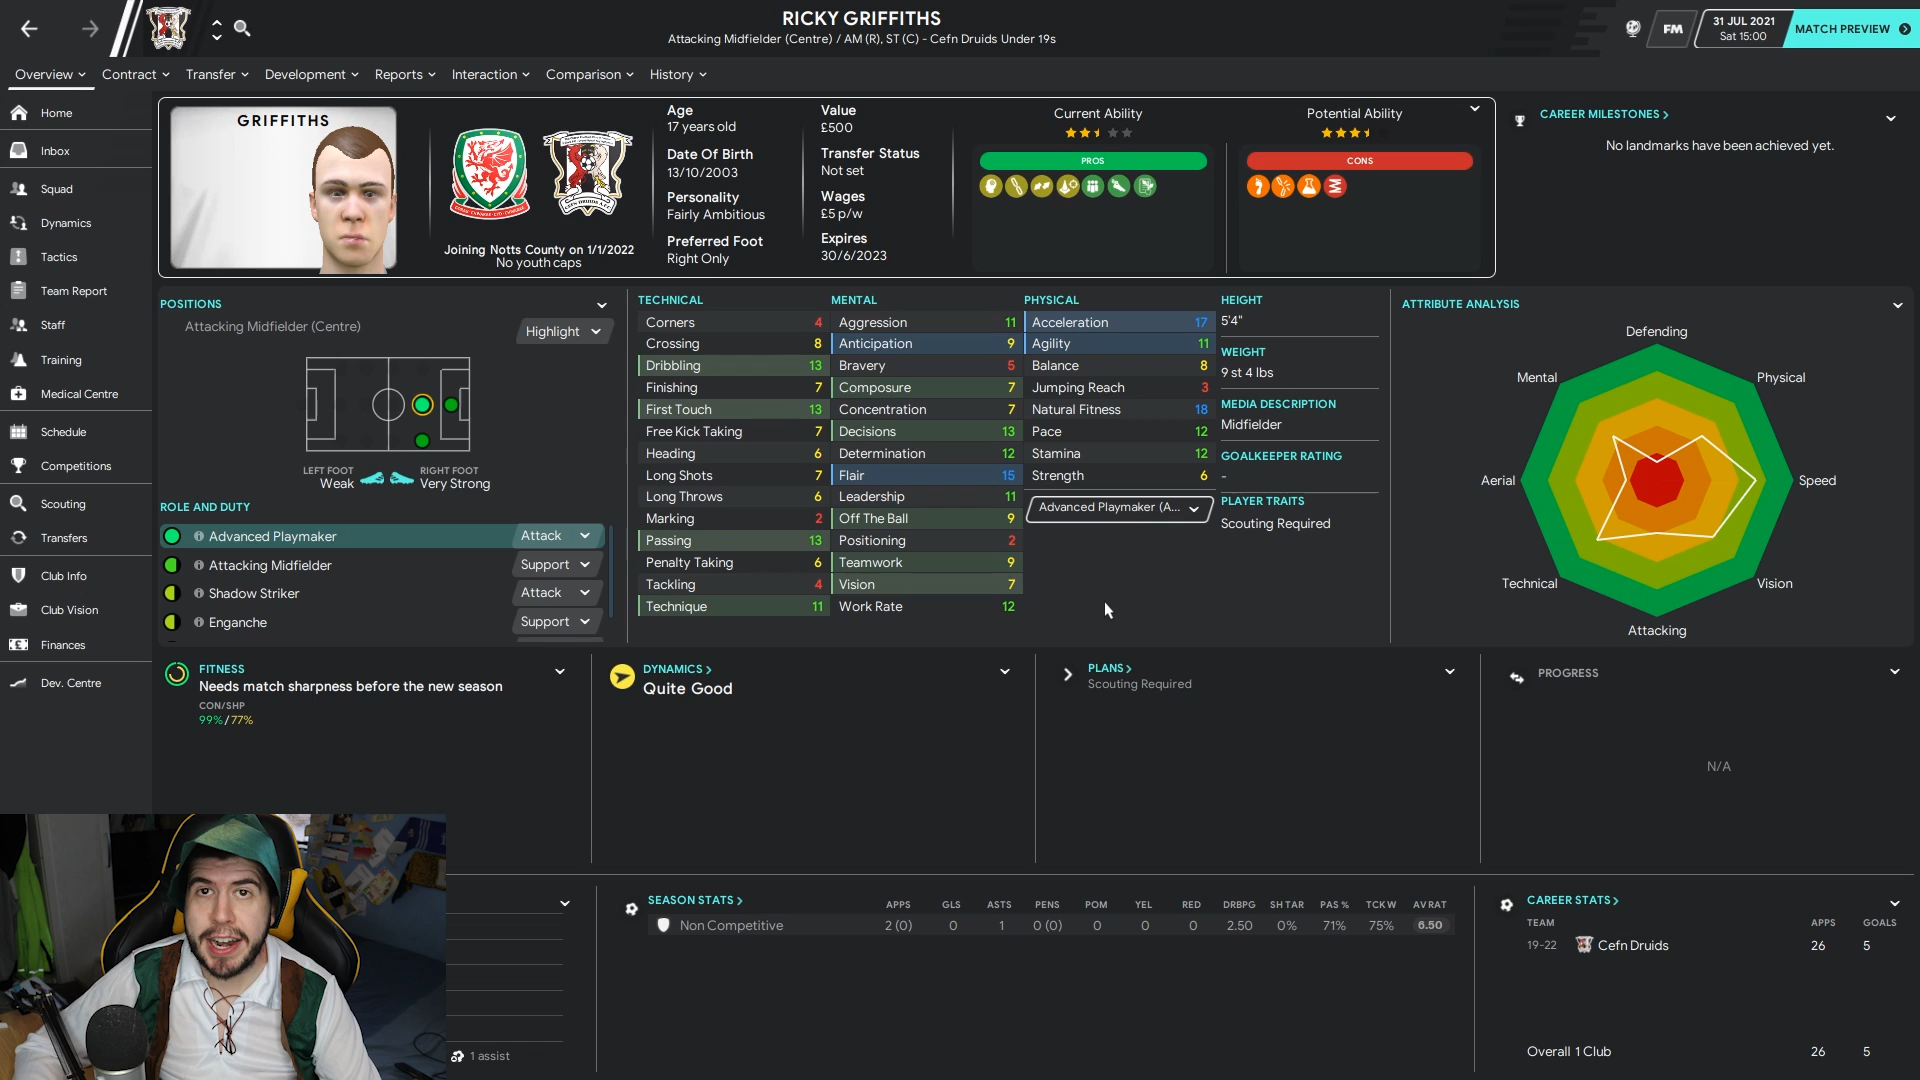 RICKY GRIFFITHS
Attacking Midfielder (Centre) / AM (R), ST (C) - Cefn Druids Under 19s
FM
31 JUL 2021
Sat 15:00
MATCH PREVIEW
Overview
Contract
Transfer
Development
Reports
Interaction
Comparison
History
Home
Inbox
Squad
Dynamics
Tactics
Team Report
Staff
Training
Medical Centre
Schedule
Competitions
Scouting
Transfers
Club Info
Club Vision
Finances
Dev. Centre
GRIFFITHS
Joining Notts County on 1/1/2022
No youth caps
Age
17 years old
Date Of Birth
13/10/2003
Personality
Fairly Ambitious
Preferred Foot
Right Only
Value
£500
Transfer Status
Not set
Wages
£5 p/w
Expires
30/6/2023
Current Ability
PROS
Potential Ability
CONS
CAREER MILESTONES
No landmarks have been achieved yet.
POSITIONS
Attacking Midfielder (Centre)
Highlight
LEFT FOOT
Weak
RIGHT FOOT
Very Strong
ROLE AND DUTY
Advanced Playmaker Attack
Attacking Midfielder Support
Shadow Striker Attack
Enganche Support
TECHNICAL
Corners 4
Crossing 8
Dribbling 13
Finishing 7
First Touch 13
Free Kick Taking 7
Heading 6
Long Shots 7
Long Throws 6
Marking 2
Passing 13
Penalty Taking 6
Tackling 4
Technique 11
MENTAL
Aggression 11
Anticipation 9
Bravery 5
Composure 7
Concentration 7
Decisions 13
Determination 12
Flair 15
Leadership 11
Off The Ball 9
Positioning 2
Teamwork 9
Vision 7
Work Rate 12
PHYSICAL
Acceleration 17
Agility 11
Balance 8
Jumping Reach 3
Natural Fitness 18
Pace 12
Stamina 12
Strength 6
Advanced Playmaker (A...
HEIGHT
5'4"
WEIGHT
9 st 4 lbs
MEDIA DESCRIPTION
Midfielder
GOALKEEPER RATING
-
PLAYER TRAITS
Scouting Required
ATTRIBUTE ANALYSIS
Defending
Physical
Speed
Vision
Attacking
Technical
Aerial
Mental
FITNESS
Needs match sharpness before the new season
CON/SHP
99% / 77%
DYNAMICS
Quite Good
PLANS
Scouting Required
PROGRESS
N/A
1 assist
SEASON STATS APPS GLS ASTS PENS POM YEL RED DRBPG SH TAR PAS % TCK W AV RAT
Non Competitive 2 (0) 0 1 0 (0) 0 0 0 2.50 0% 71% 75% 6.50
CAREER STATS
TEAM APPS GOALS
19-22 Cefn Druids 26 5
Overall 1 Club 26 5